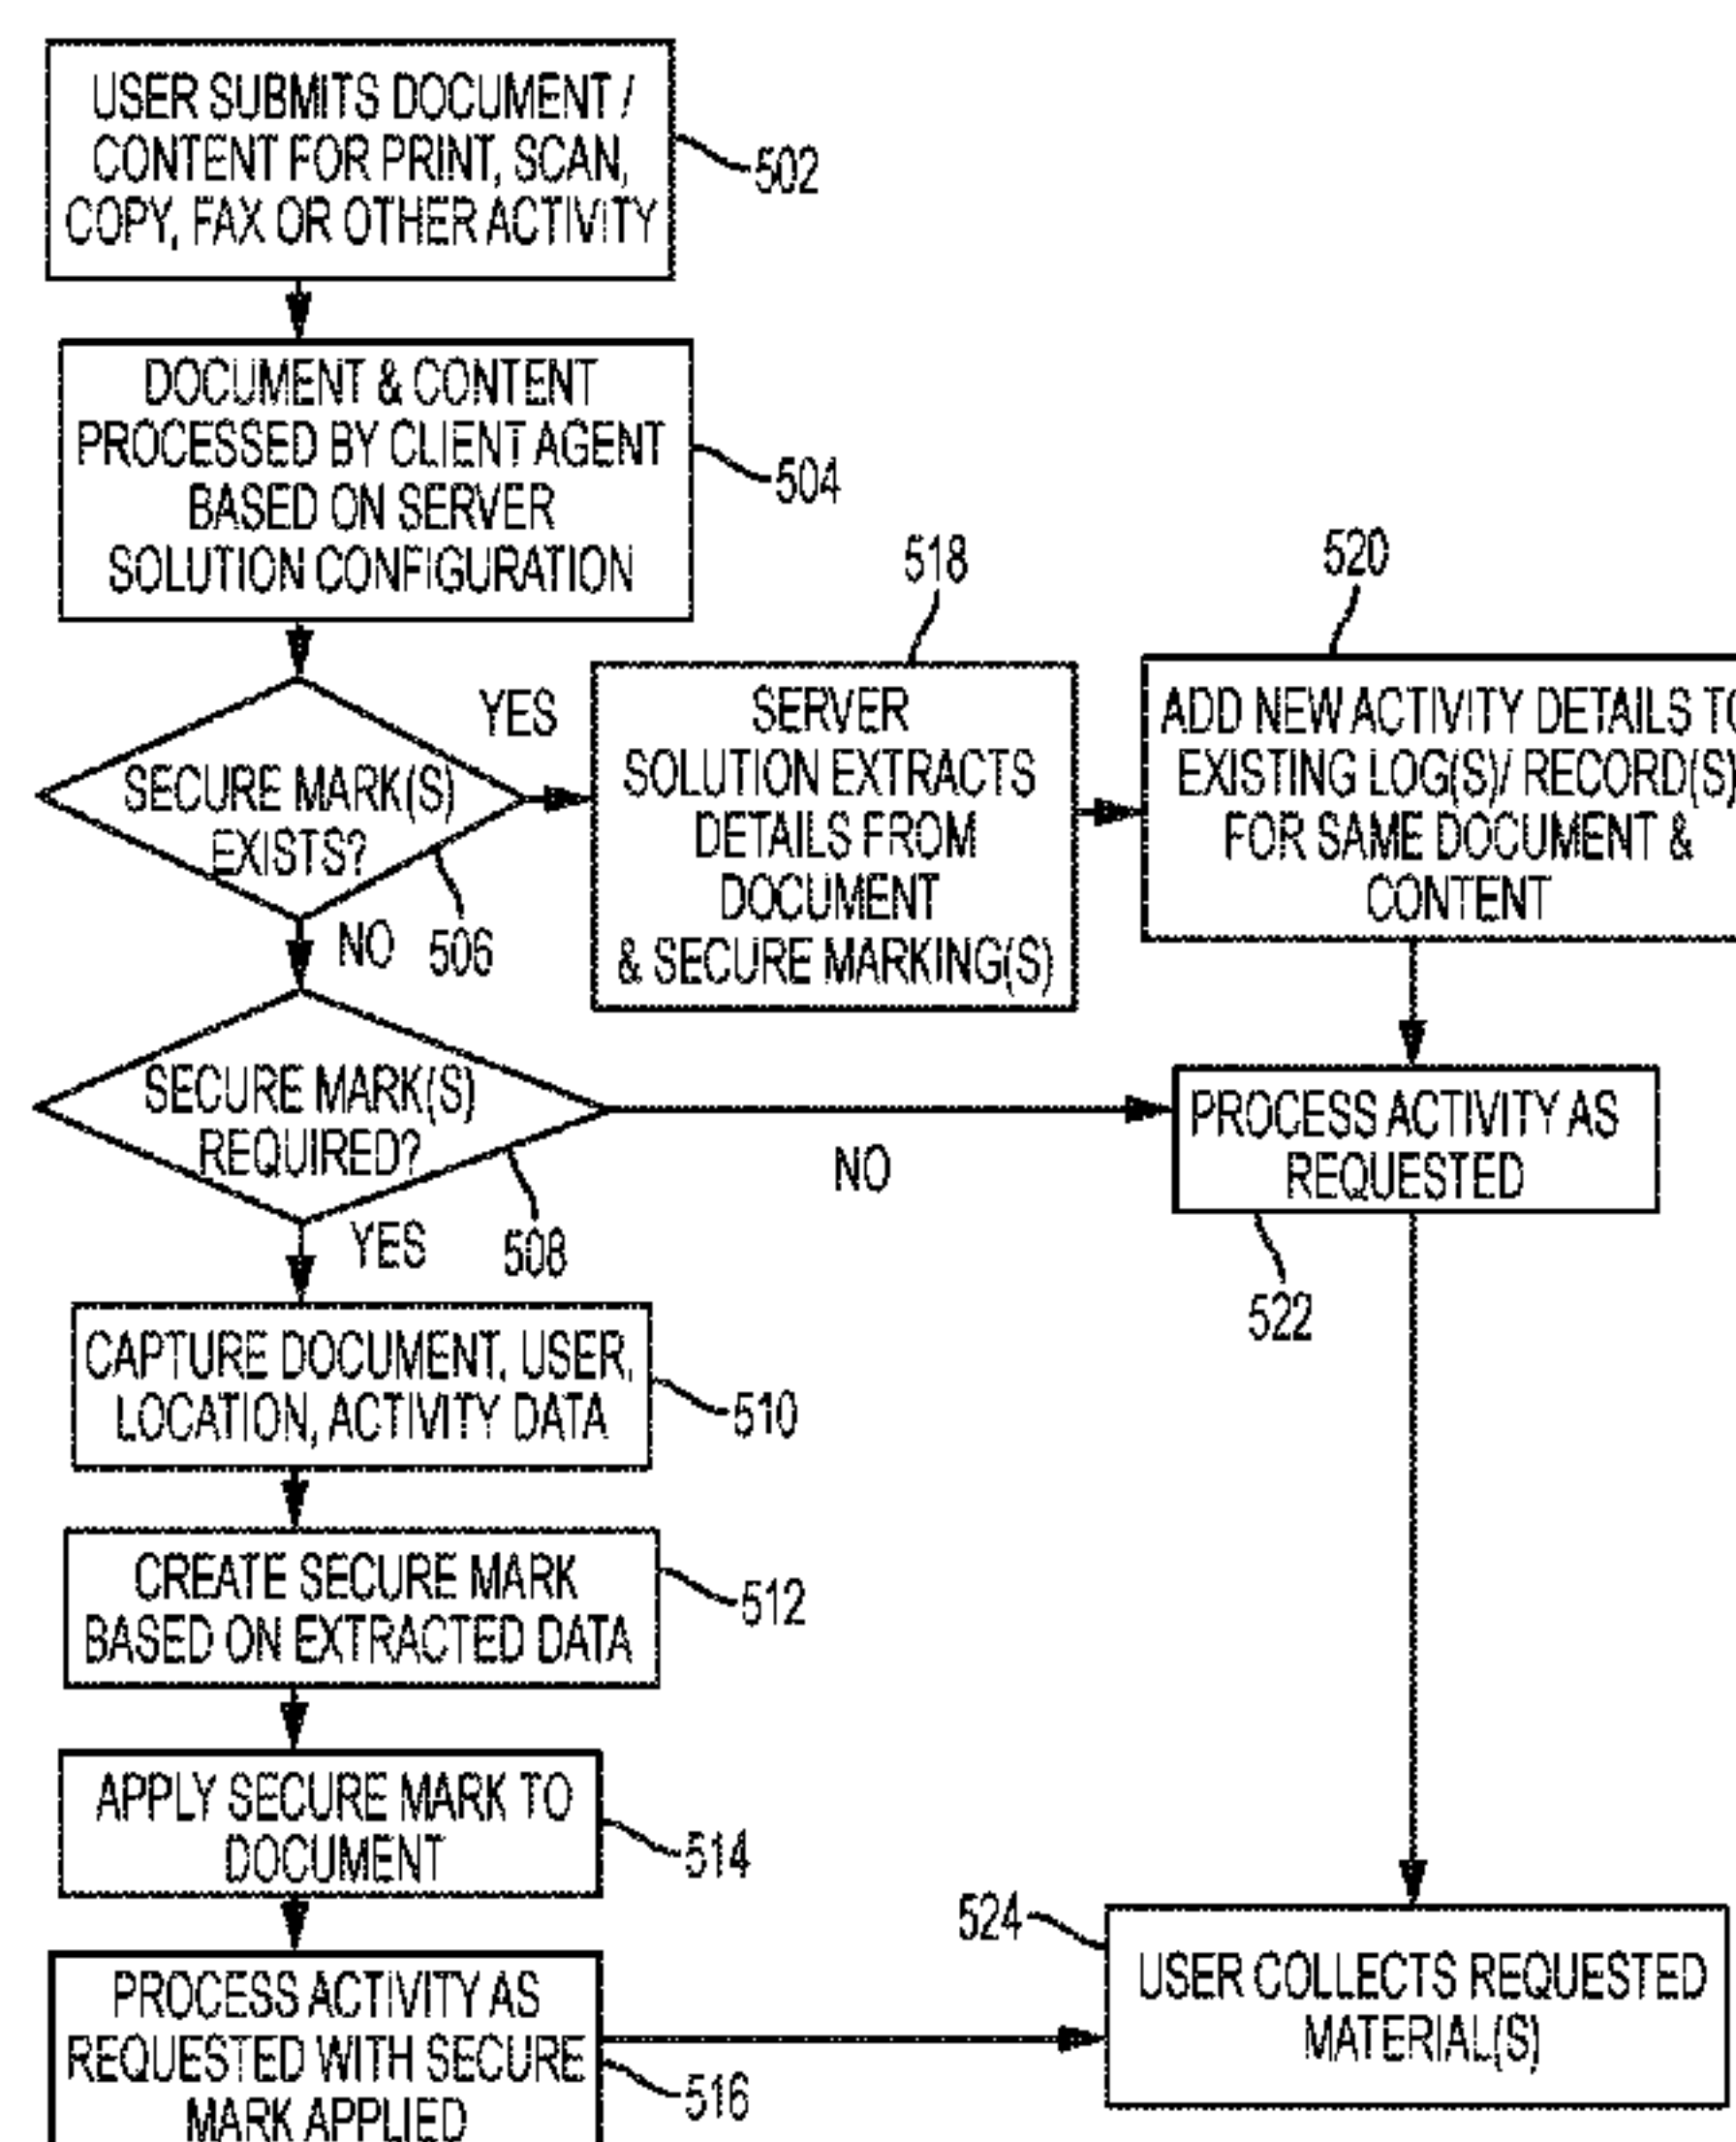 USER SUBMITS DOCUMENT /
CONTENT FOR PRINT, SCAN,
COPY, FAX OR OTHER ACTIVITY
502
DOCUMENT & CONTENT
PROCESSED BY CLIENT AGENT
BASED ON SERVER
SOLUTION CONFIGURATION
504
SECURE MARK(S)
EXISTS?
506
YES
NO
518
SERVER
SOLUTION EXTRACTS
DETAILS FROM
DOCUMENT
& SECURE MARKING(S)
520
ADD NEW ACTIVITY DETAILS TO
EXISTING LOG(S)/ RECORD(S)
FOR SAME DOCUMENT &
CONTENT
SECURE MARK(S)
REQUIRED?
508
NO
YES
PROCESS ACTIVITY AS
REQUESTED
522
CAPTURE DOCUMENT, USER,
LOCATION, ACTIVITY DATA
510
CREATE SECURE MARK
BASED ON EXTRACTED DATA
512
APPLY SECURE MARK TO
DOCUMENT
514
PROCESS ACTIVITY AS
REQUESTED WITH SECURE
MARK APPLIED
516
524
USER COLLECTS REQUESTED
MATERIAL(S)